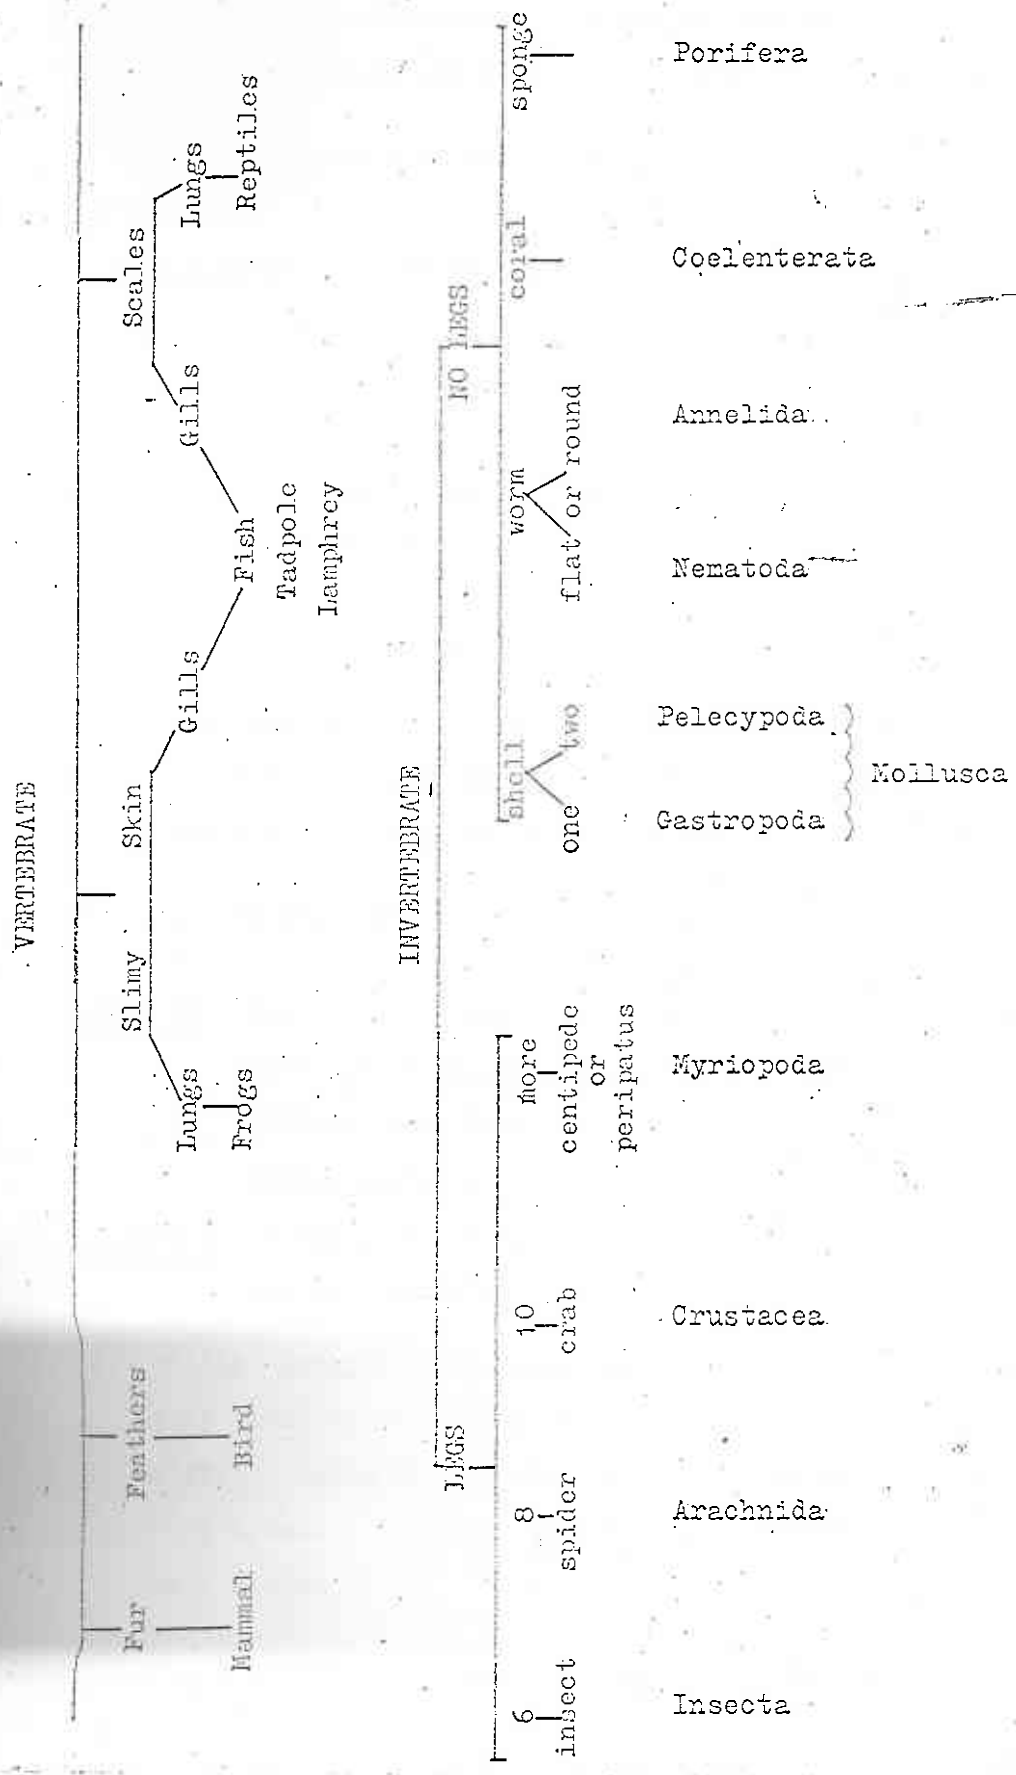 VERTEBRATE
Fur Feathers Slimy Skin Scales
Lungs Gills Gills Lungs
Mammal Bird Frogs Fish Reptiles
Tadpole
Lamphrey
INVERTEBRATE
LEGS NO LEGS
6 8 10 more shell worm coral sponge
insect spider crab centipede one two flat or round
or
peripatus
Insecta
Arachnida
Crustacea
Myriopoda
Gastropoda
Pelecypoda
Mollusca
Nematoda
Annelida
Coelenterata
Porifera